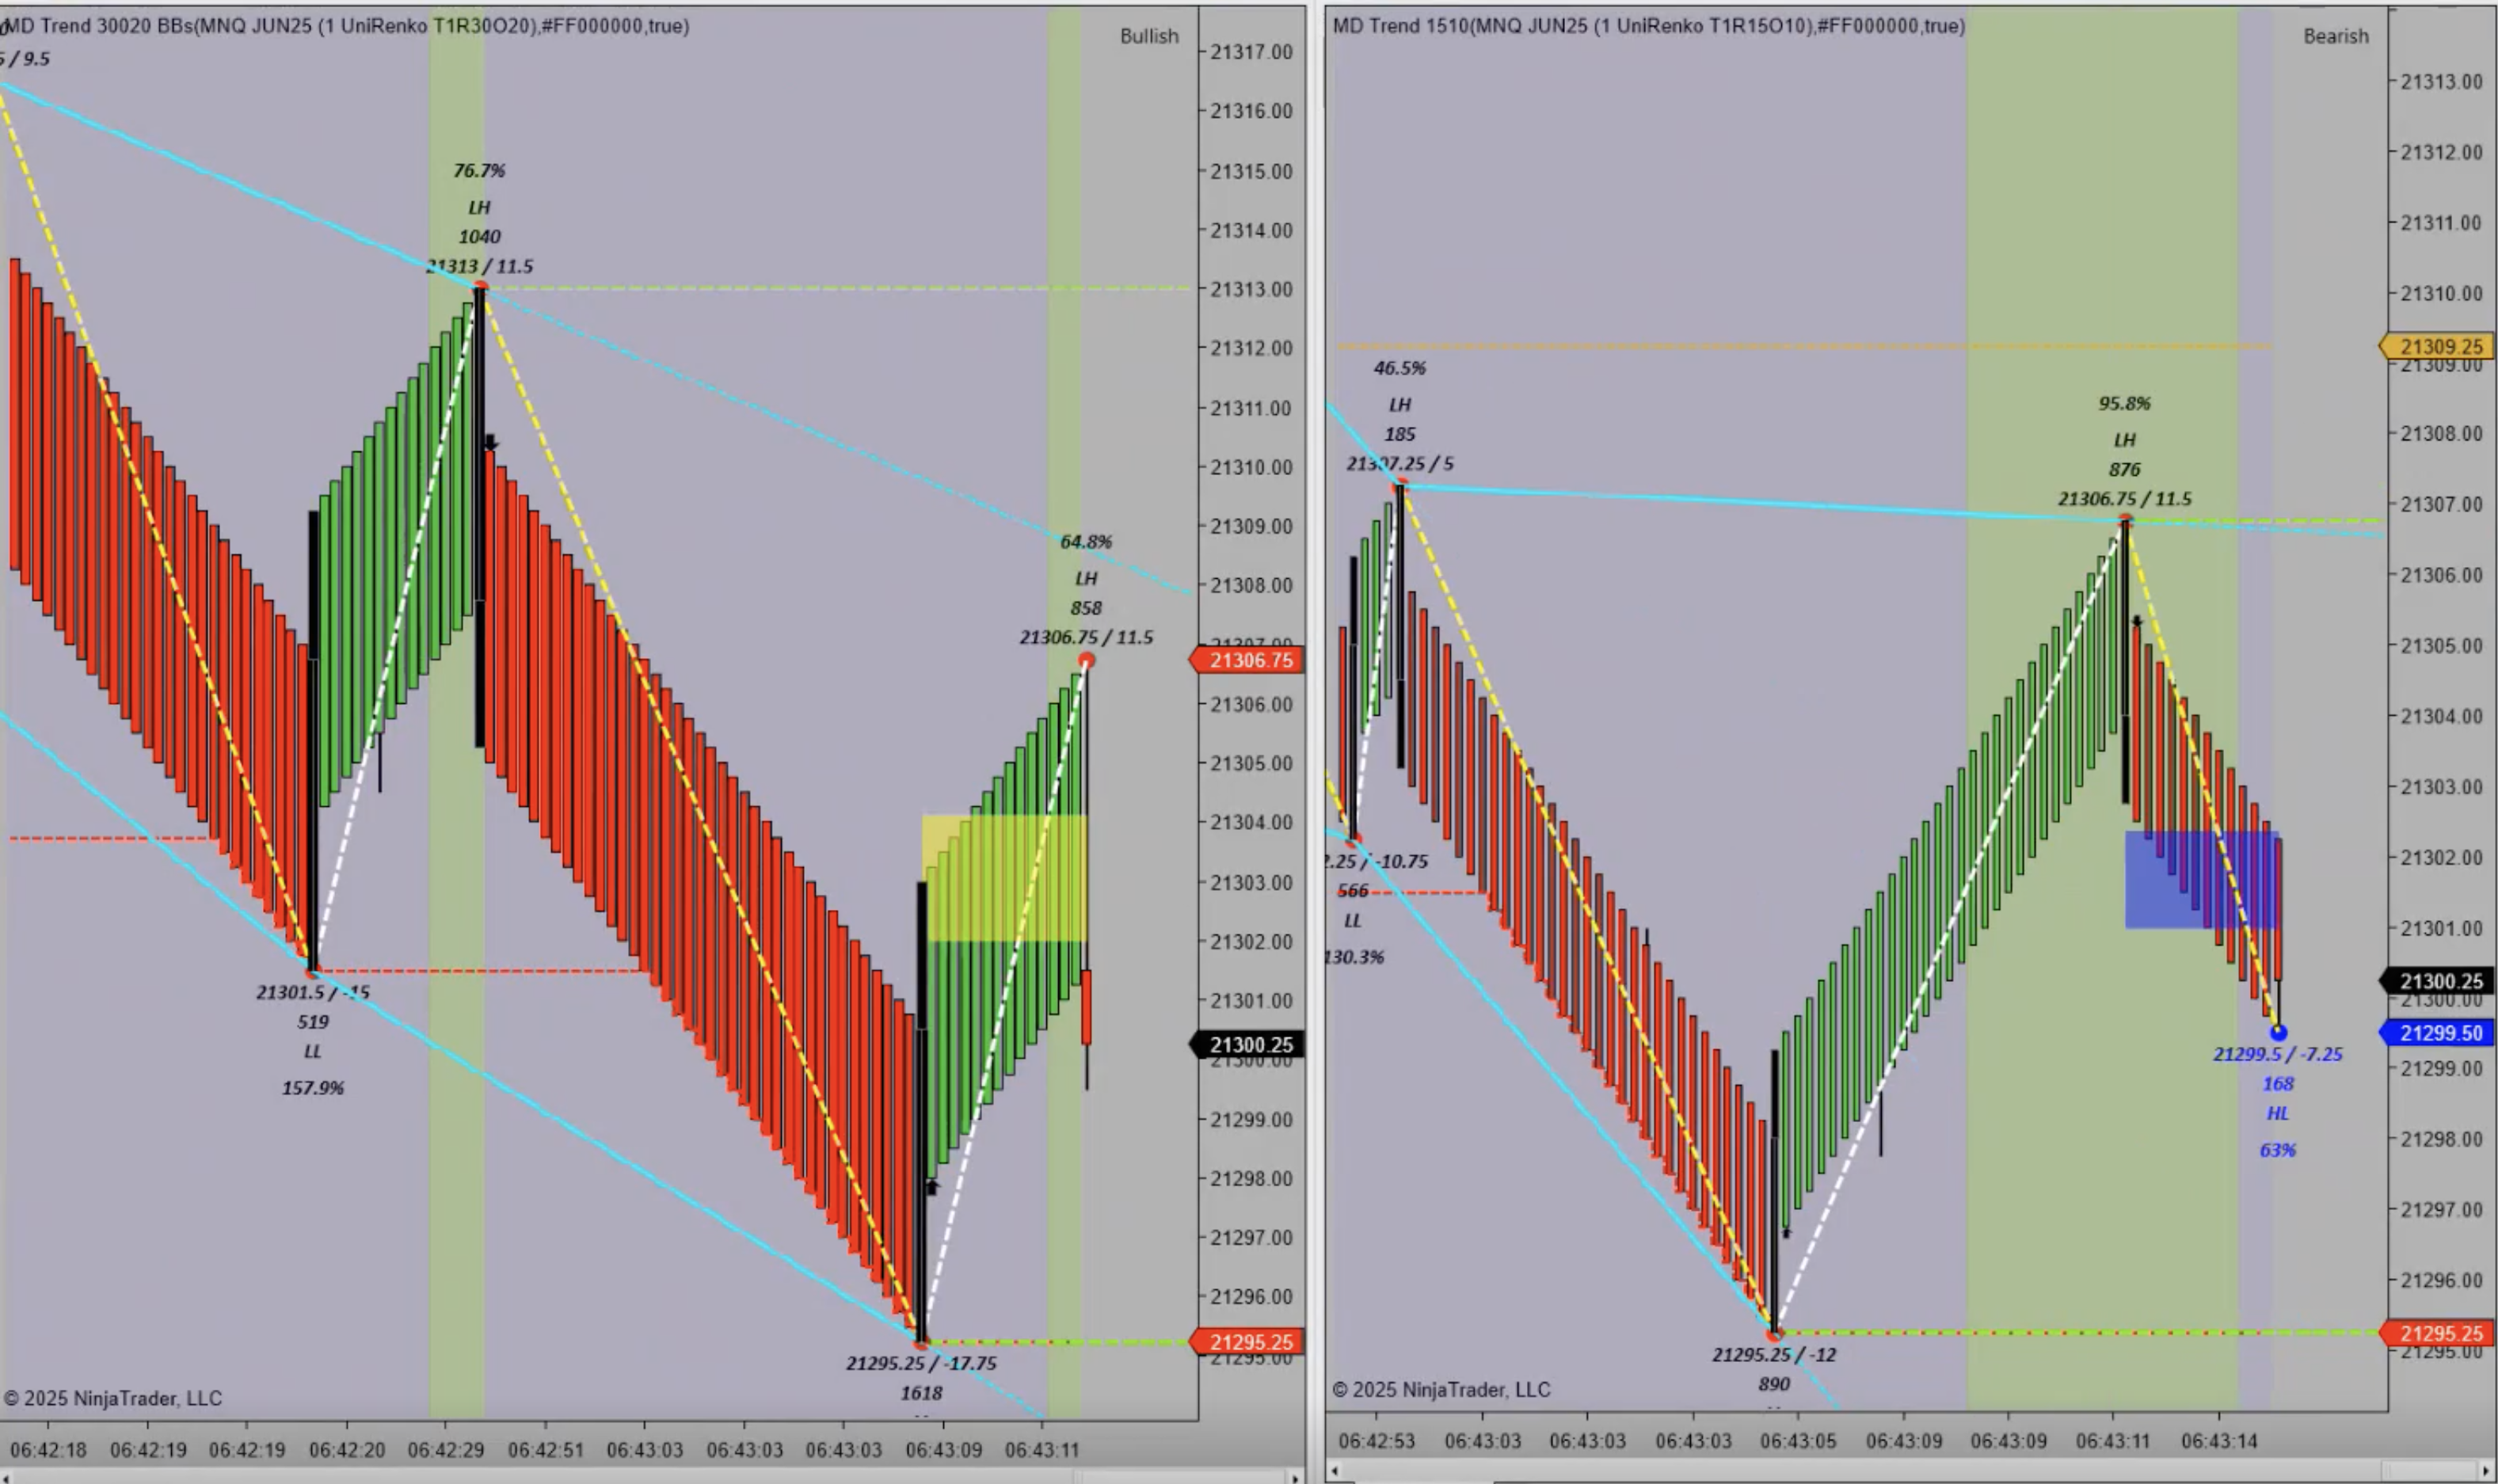 MD Trend 30020 BBs(MNQ JUN25 (1 UniRenko T1R30O20),#FF000000,true)
Bullish
/ 9.5
76.7%
LH
1040
21313 / 11.5
64.8%
LH
858
21306.75 / 11.5
21301.5 / -15
519
LL
157.9%
21295.25 / -17.75
1618
© 2025 NinjaTrader, LLC
21317.00
21316.00
21315.00
21314.00
21313.00
21312.00
21311.00
21310.00
21309.00
21308.00
21307.00
21306.75
21306.00
21305.00
21304.00
21303.00
21302.00
21301.00
21300.25
21300.00
21299.00
21298.00
21297.00
21296.00
21295.25
21295.00
06:42:18 06:42:19 06:42:19 06:42:20 06:42:29 06:42:51 06:43:03 06:43:03 06:43:03 06:43:09 06:43:11
MD Trend 1510(MNQ JUN25 (1 UniRenko T1R15O10),#FF000000,true)
Bearish
46.5%
LH
185
21307.25 / 5
95.8%
LH
876
21306.75 / 11.5
2.25 / -10.75
566
LL
130.3%
21299.5 / -7.25
168
HL
63%
21295.25 / -12
890
© 2025 NinjaTrader, LLC
21313.00
21312.00
21311.00
21310.00
21309.25
21309.00
21308.00
21307.00
21306.00
21305.00
21304.00
21303.00
21302.00
21301.00
21300.25
21300.00
21299.50
21299.00
21298.00
21297.00
21296.00
21295.25
21295.00
06:42:53 06:43:03 06:43:03 06:43:03 06:43:05 06:43:09 06:43:09 06:43:11 06:43:14